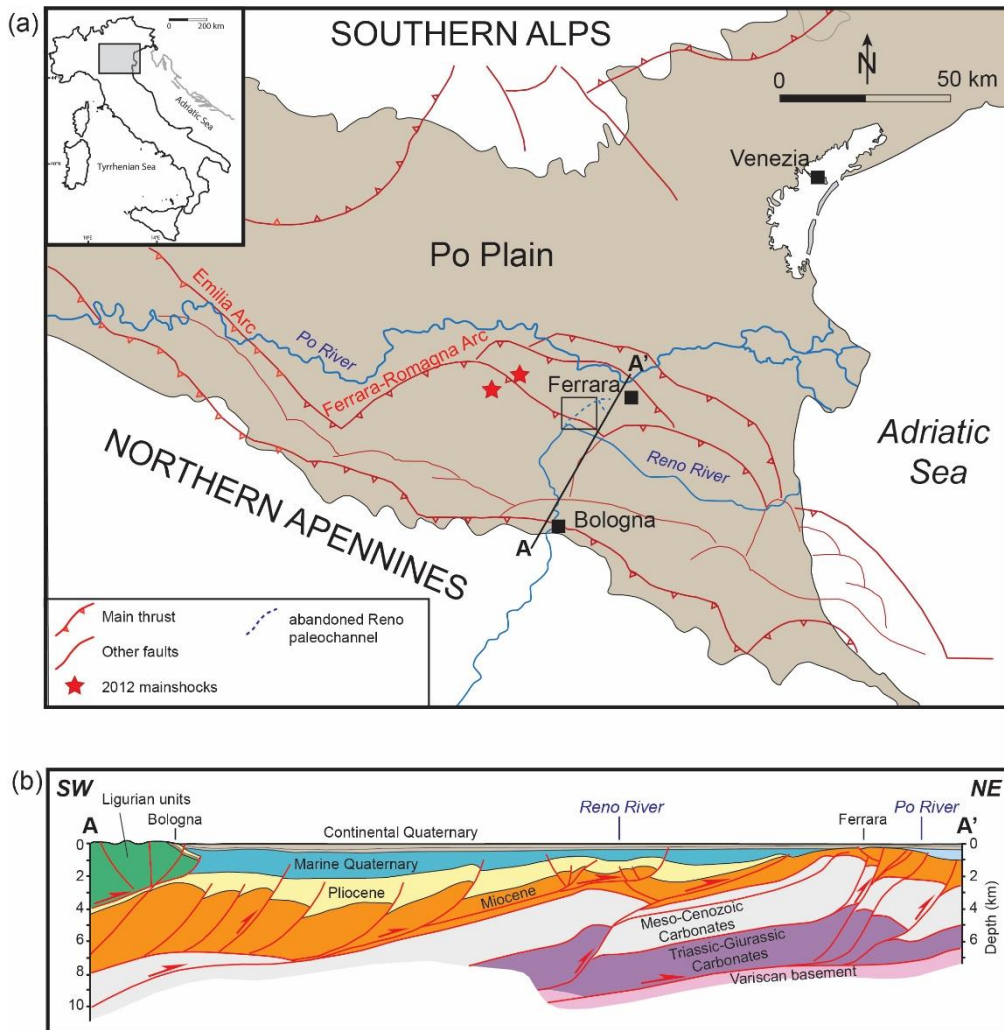 (a)
0 200 km
Adriatic Sea
Tyrrhenian Sea
SOUTHERN ALPS
N
0 50 km
Venezia
Po Plain
Emilia Arc
Po River
Ferrara-Romagna Arc
A'
Ferrara
Adriatic
Sea
Reno River
NORTHERN APENNINES
Bologna
A
Main thrust
Other faults
2012 mainshocks
abandoned Reno
paleochannel
(b)
SW
NE
Ligurian units
Bologna
Reno River
Ferrara
Po River
A
A'
Continental Quaternary
Marine Quaternary
Pliocene
Miocene
Meso-Cenozoic
Carbonates
Triassic-Giurassic
Carbonates
Variscan basement
0
2
4
6
8
10
0
2
4
6
Depth (km)